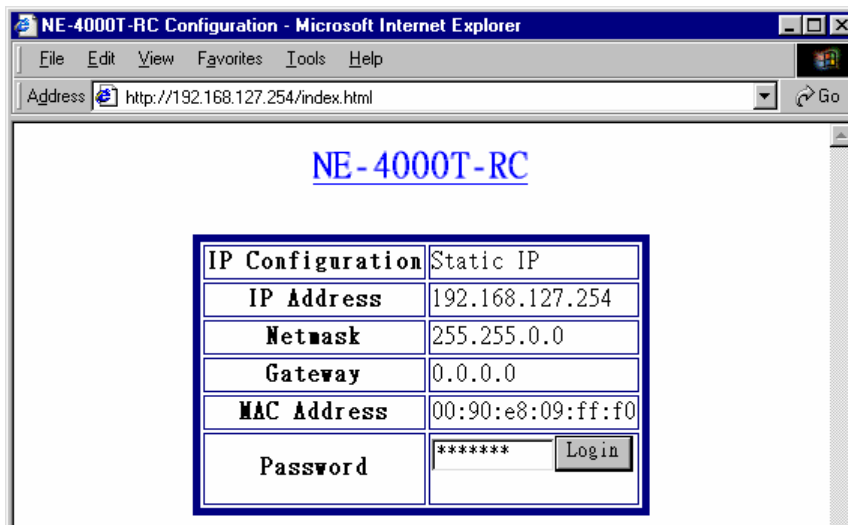 NE-4000T-RC Configuration - Microsoft Internet Explorer
File Edit View Favorites Tools Help
Address http://192.168.127.254/index.html Go
NE-4000T-RC
IP Configuration Static IP
IP Address 192.168.127.254
Netmask 255.255.0.0
Gateway 0.0.0.0
MAC Address 00:90:e8:09:ff:f0
Password ******* Login